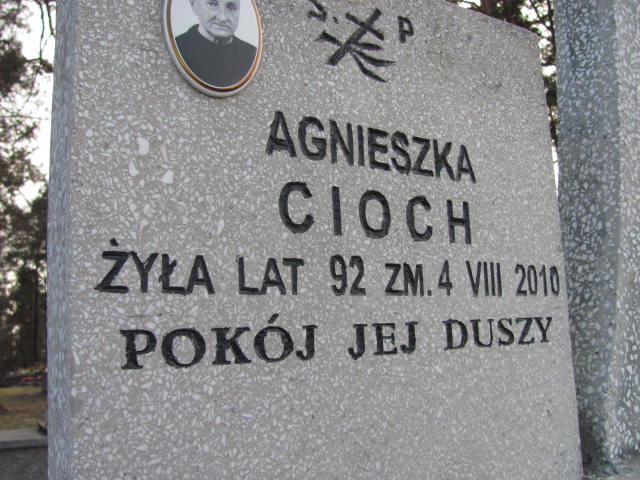 Ś. P
AGNIESZKA
CIOCH
ŻYŁA LAT 92 ZM. 4 VIII 2010
POKÓJ JEJ DUSZY